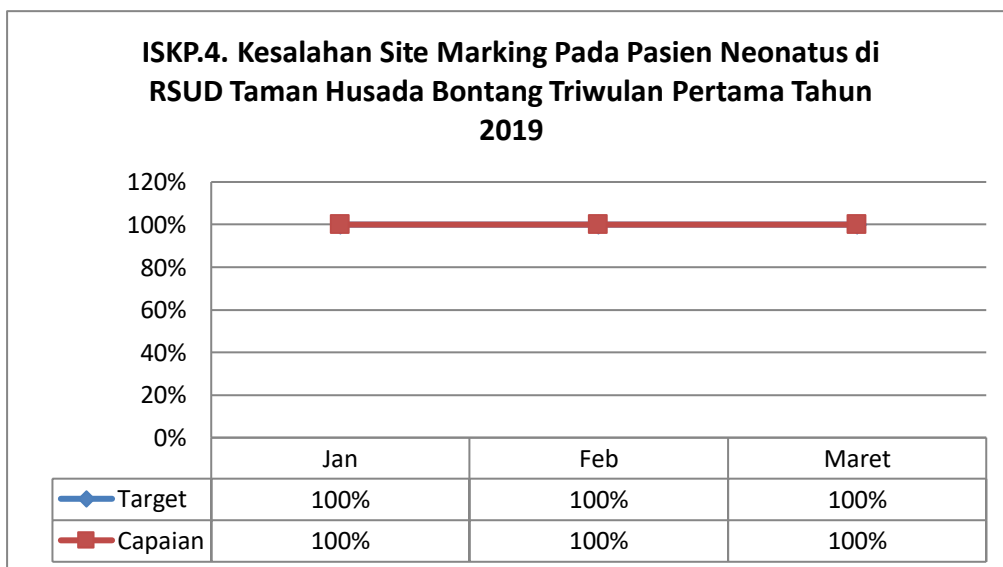 ISKP.4. Kesalahan Site Marking Pada Pasien Neonatus di
RSUD Taman Husada Bontang Triwulan Pertama Tahun
2019
120%
100%
80%
60%
40%
20%
0%
Jan Feb Maret
Target 100% 100% 100%
Capaian 100% 100% 100%